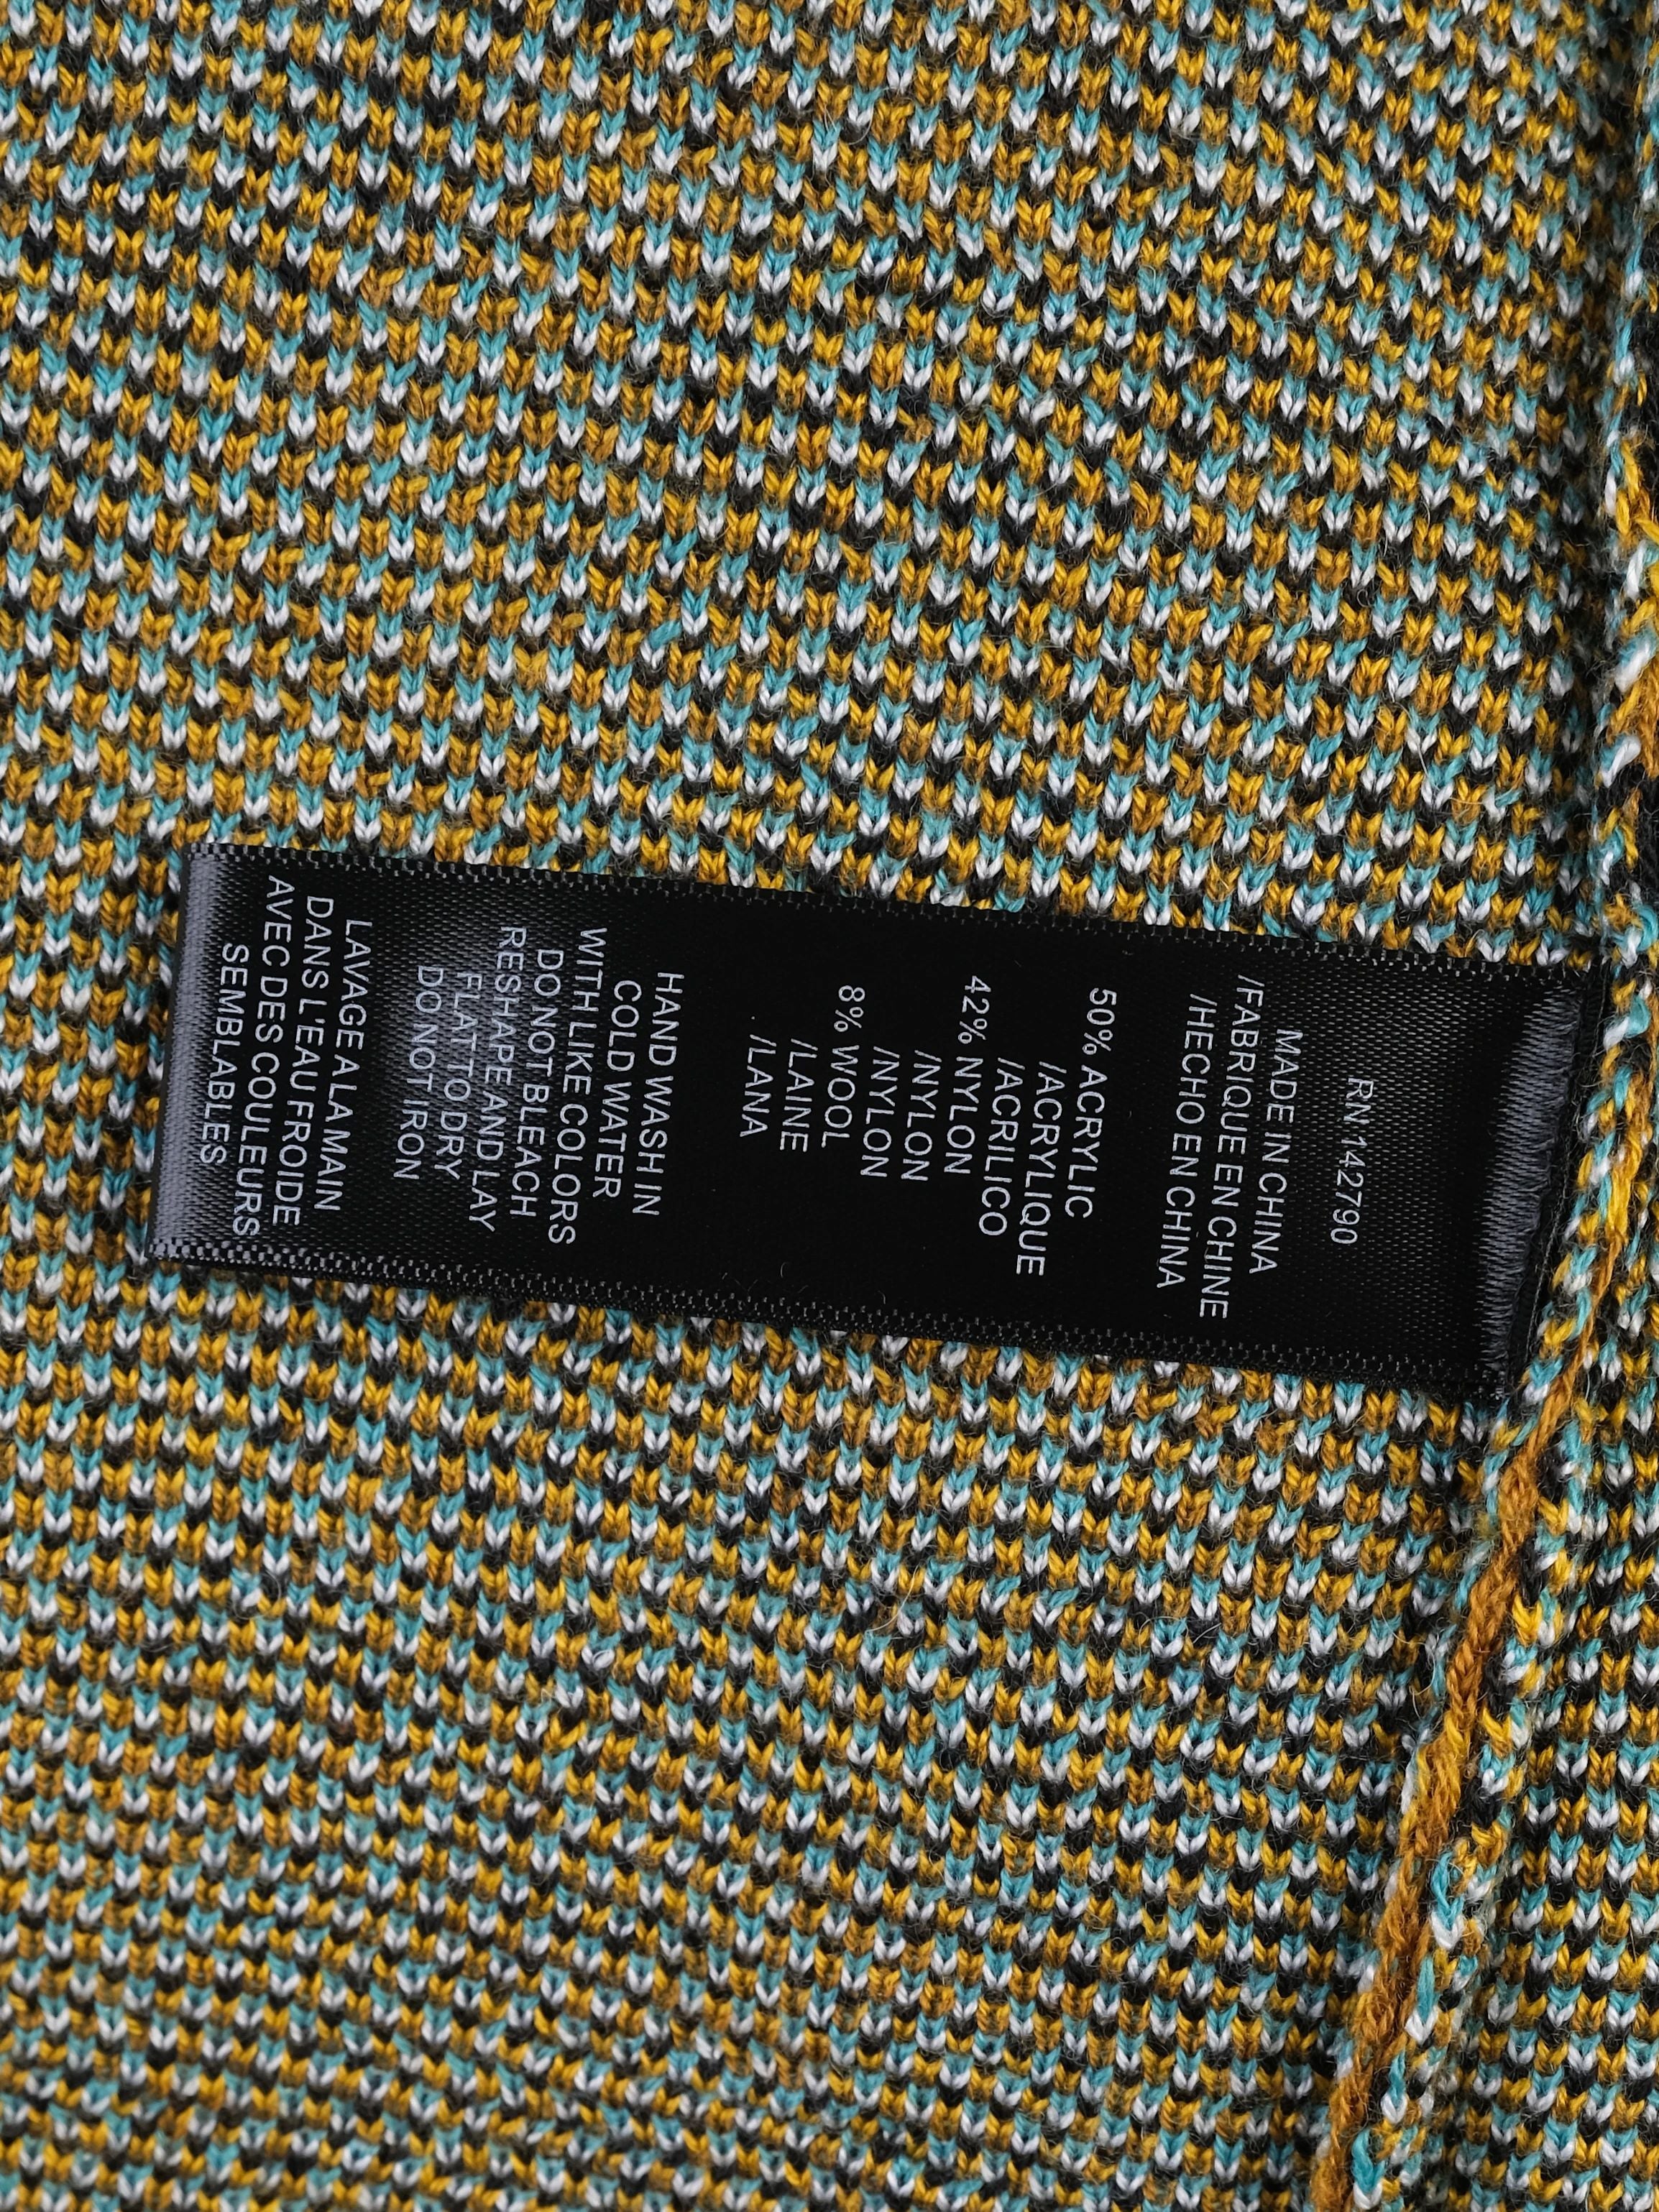 RN 142790
MADE IN CHINA
/FABRIQUE EN CHINE
/HECHO EN CHINA
50% ACRYLIC
/ACRYLIQUE
/ACRILICO
42% NYLON
/NYLON
/NYLON
8% WOOL
/LAINE
/LANA
HAND WASH IN
COLD WATER
WITH LIKE COLORS
DO NOT BLEACH
RESHAPE AND LAY
FLAT TO DRY
DO NOT IRON
LAVAGE A LA MAIN
DANS L'EAU FROIDE
AVEC DES COULEURS
SEMBLABLES